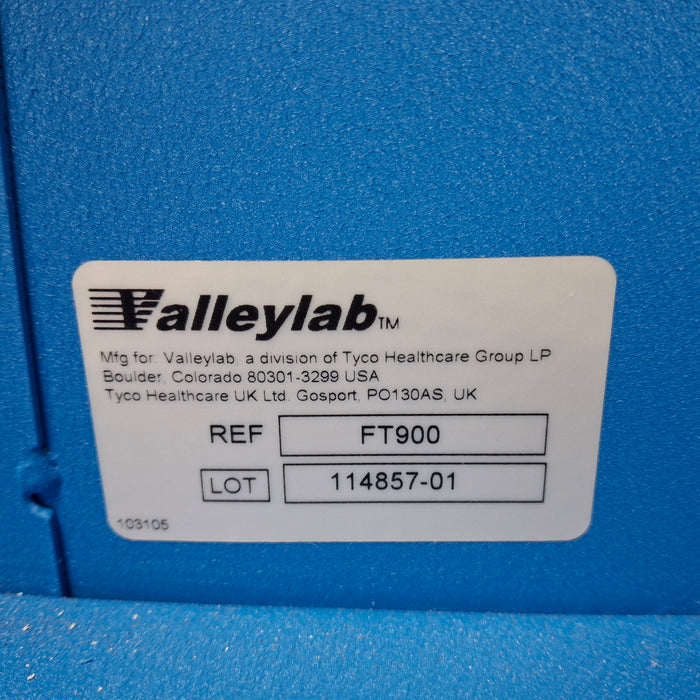 Valleylab™
Mfg for: Valleylab, a division of Tyco Healthcare Group LP
Boulder, Colorado 80301-3299 USA
Tyco Healthcare UK Ltd. Gosport, PO130AS, UK
REF FT900
LOT 114857-01
103105